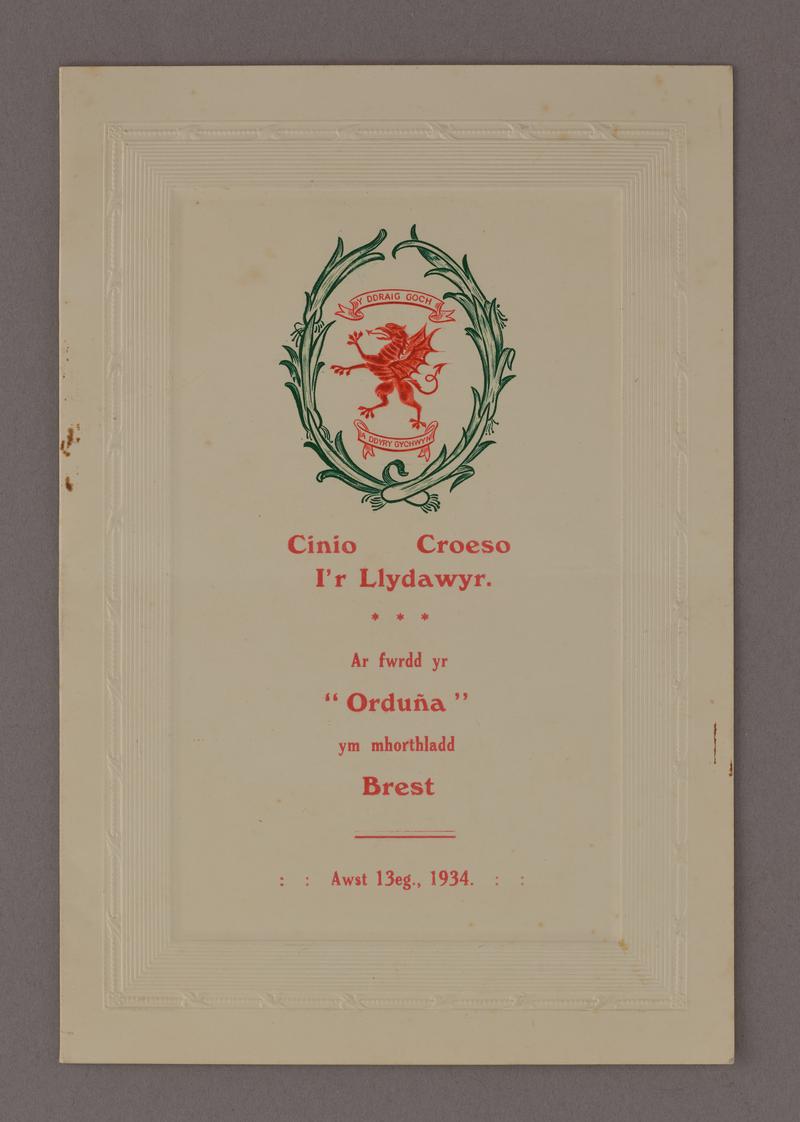 Y DDRAIG GOCH
A DDYRY GYCHWYN
Cinio Croeso
I'r Llydawyr.
* * *
Ar fwrdd yr
“ Orduña ”
ym mhorthladd
Brest
: : Awst 13eg., 1934. : :